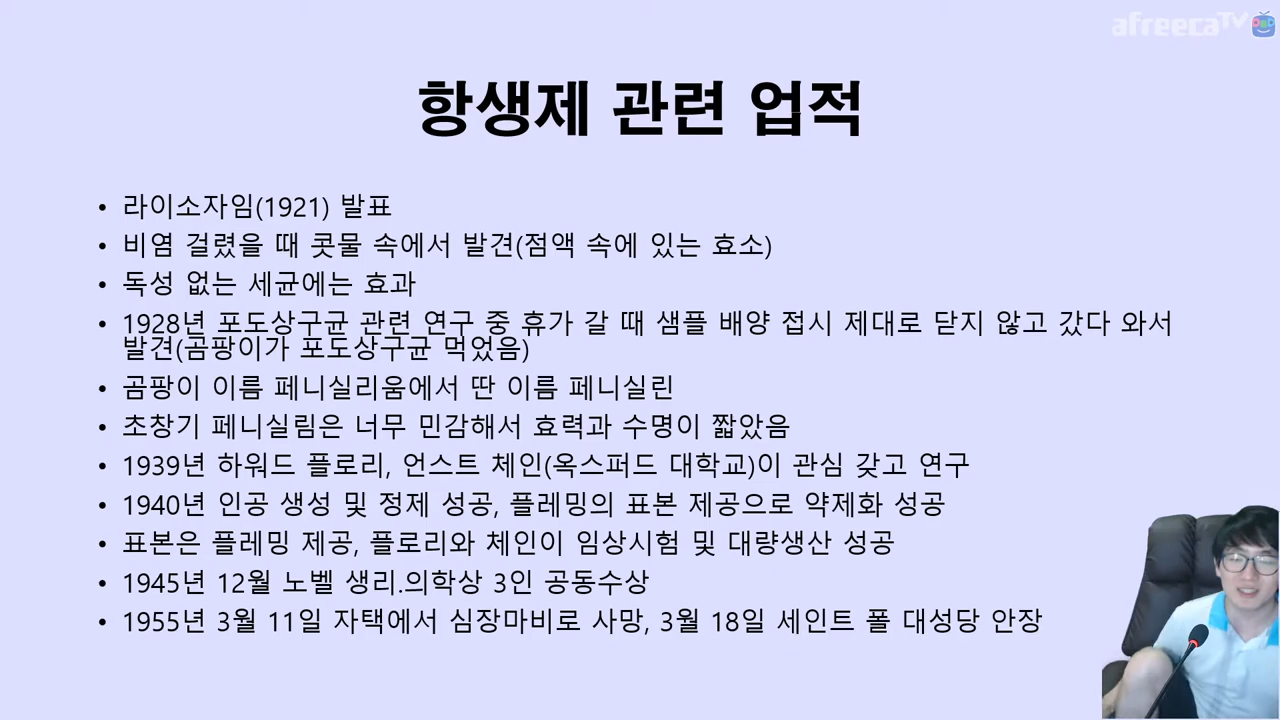 afreecaTV
항생제 관련 업적
• 라이소자임(1921) 발표
• 비염 걸렸을 때 콧물 속에서 발견(점액 속에 있는 효소)
• 독성 없는 세균에는 효과
• 1928년 포도상구균 관련 연구 중 휴가 갈 때 샘플 배양 접시 제대로 닫지 않고 갔다 와서
발견(곰팡이가 포도상구균 먹었음)
• 곰팡이 이름 페니실리움에서 딴 이름 페니실린
• 초창기 페니실림은 너무 민감해서 효력과 수명이 짧았음
• 1939년 하워드 플로리, 언스트 체인(옥스퍼드 대학교)이 관심 갖고 연구
• 1940년 인공 생성 및 정제 성공, 플레밍의 표본 제공으로 약제화 성공
• 표본은 플레밍 제공, 플로리와 체인이 임상시험 및 대량생산 성공
• 1945년 12월 노벨 생리.의학상 3인 공동수상
• 1955년 3월 11일 자택에서 심장마비로 사망, 3월 18일 세인트 폴 대성당 안장